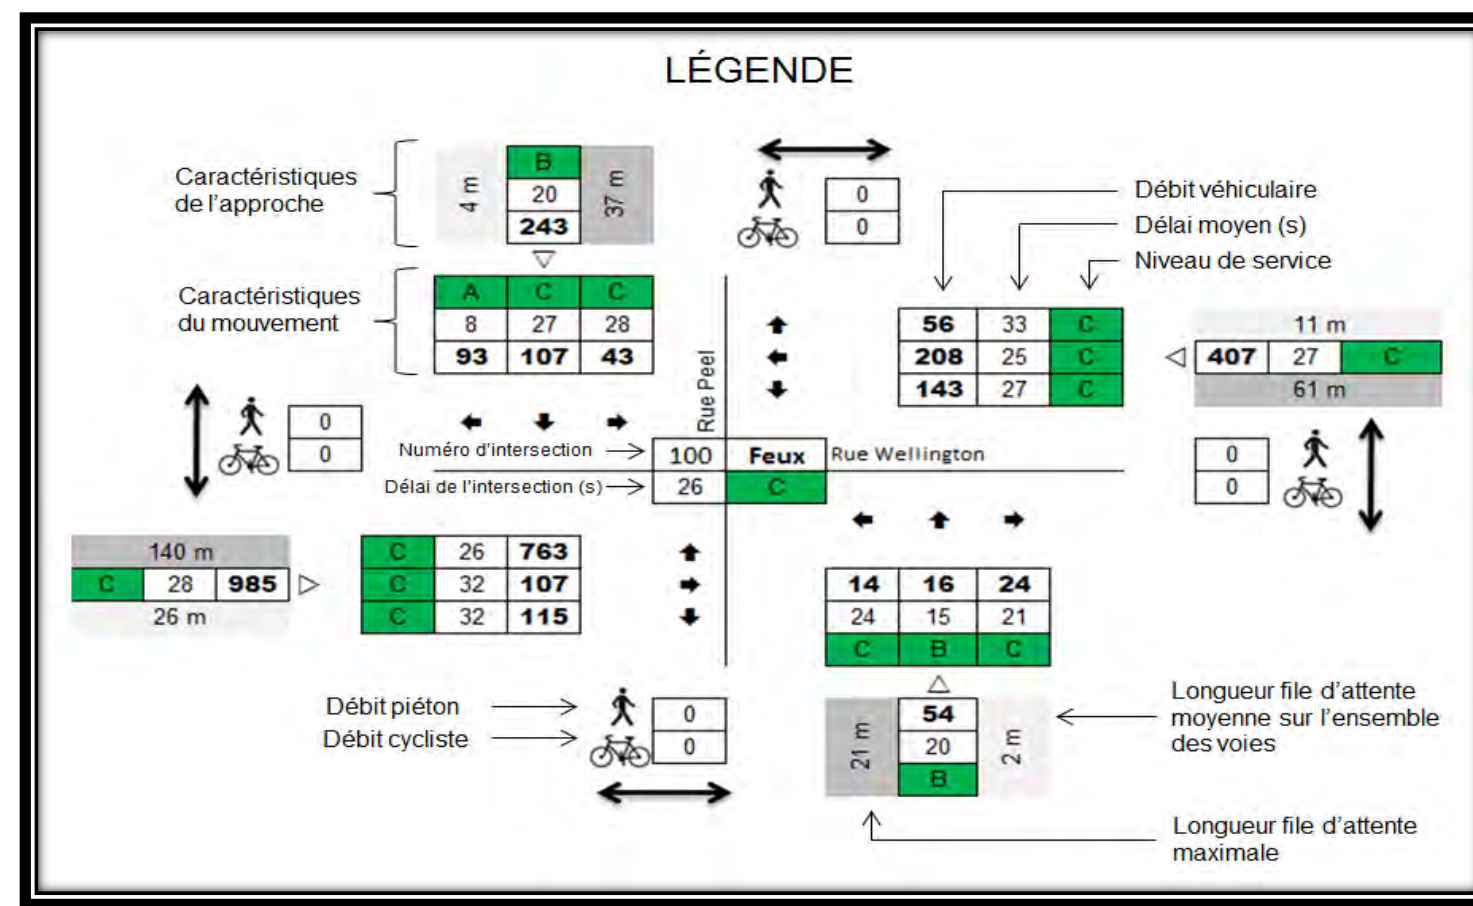 LÉGENDE
Caractéristiques
de l'approche
4 m
B
20
243
37 m
0
0
Débit véhiculaire
Délai moyen (s)
Niveau de service
Caractéristiques
du mouvement
A C C
8 27 28
93 107 43
Rue Peel
56 33 C
208 25 C
143 27 C
11 m
407 27 C
61 m
0
0
Numéro d'intersection
100 Feux Rue Wellington
Délai de l'intersection (s)
26 C
0
0
140 m
C 28 985
26 m
C 26 763
C 32 107
C 32 115
14 16 24
24 15 21
C B C
Débit piéton
Débit cycliste
0
0
21 m
54
20
B
2 m
Longueur file d'attente
moyenne sur l'ensemble
des voies
Longueur file d'attente
maximale